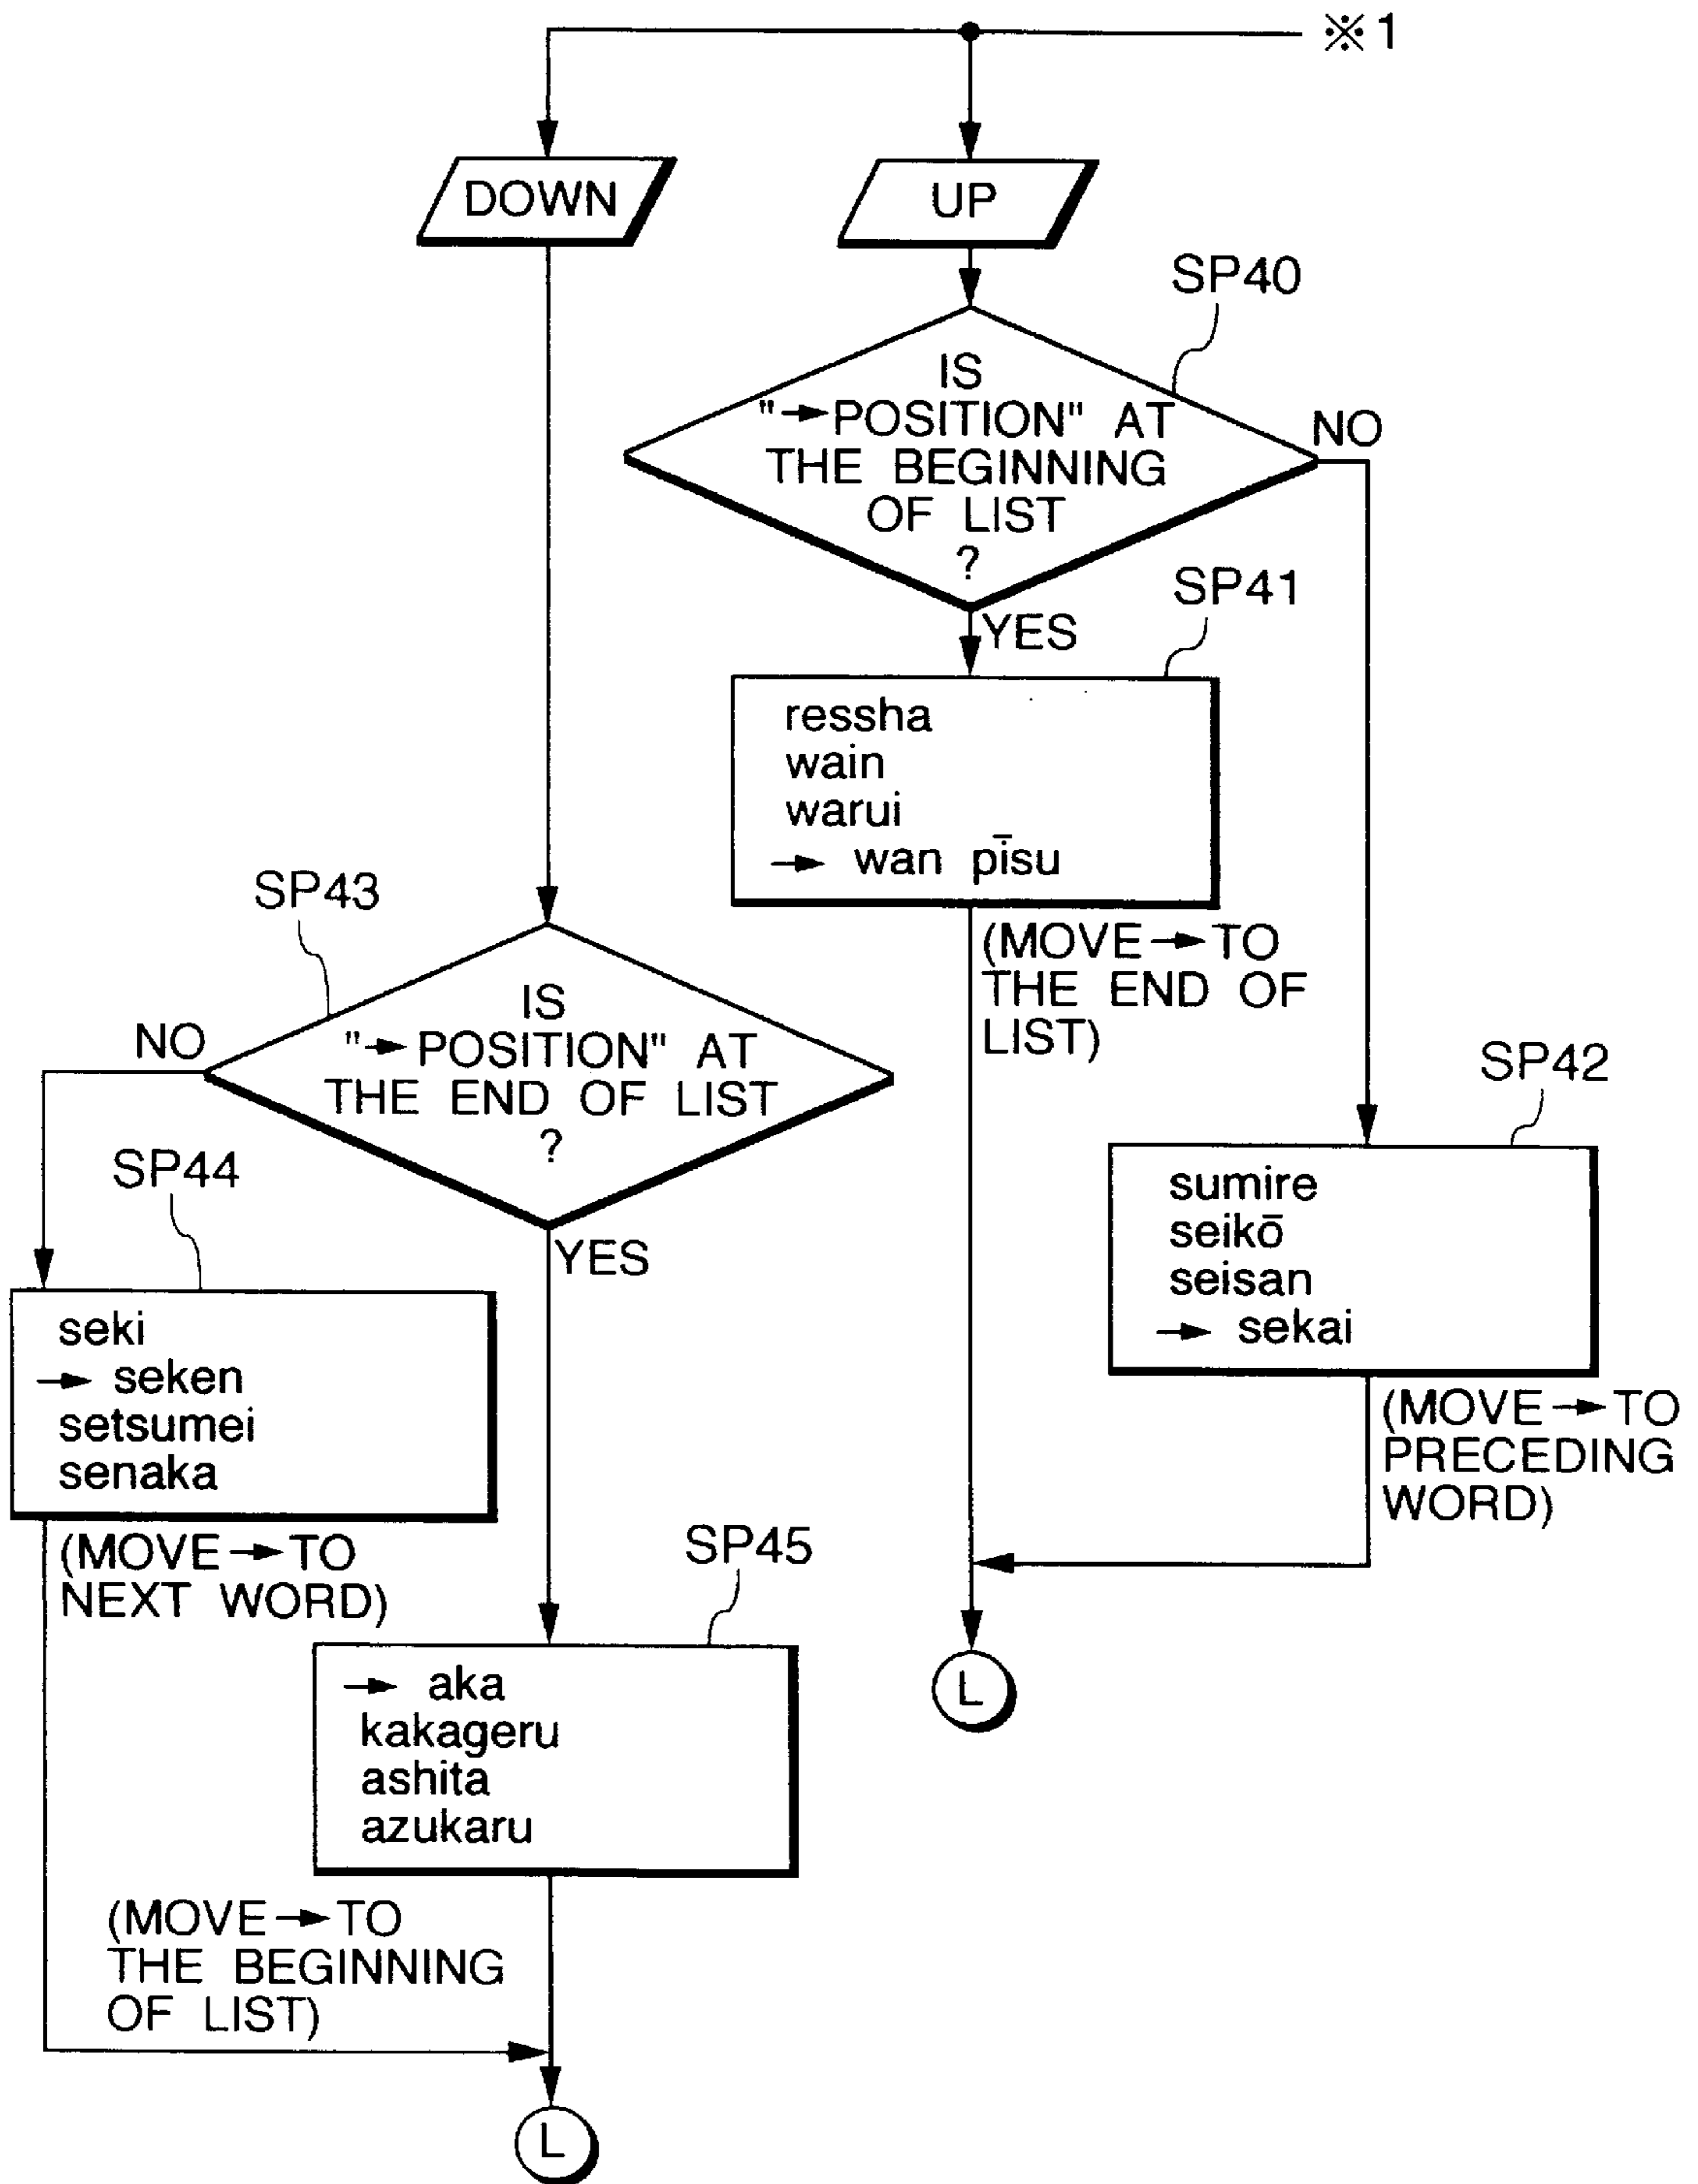 ※1
DOWN
UP
SP40
IS
"→POSITION" AT
THE BEGINNING
OF LIST
?
NO
YES
SP41
ressha
wain
warui
→ wan pīsu
(MOVE→TO
THE END OF
LIST)
SP42
sumire
seikō
seisan
→ sekai
(MOVE→TO
PRECEDING
WORD)
L
SP43
IS
"→ POSITION" AT
THE END OF LIST
?
NO
YES
SP44
seki
→ seken
setsumei
senaka
(MOVE→TO
NEXT WORD)
SP45
→ aka
kakageru
ashita
azukaru
(MOVE→TO
THE BEGINNING
OF LIST)
L